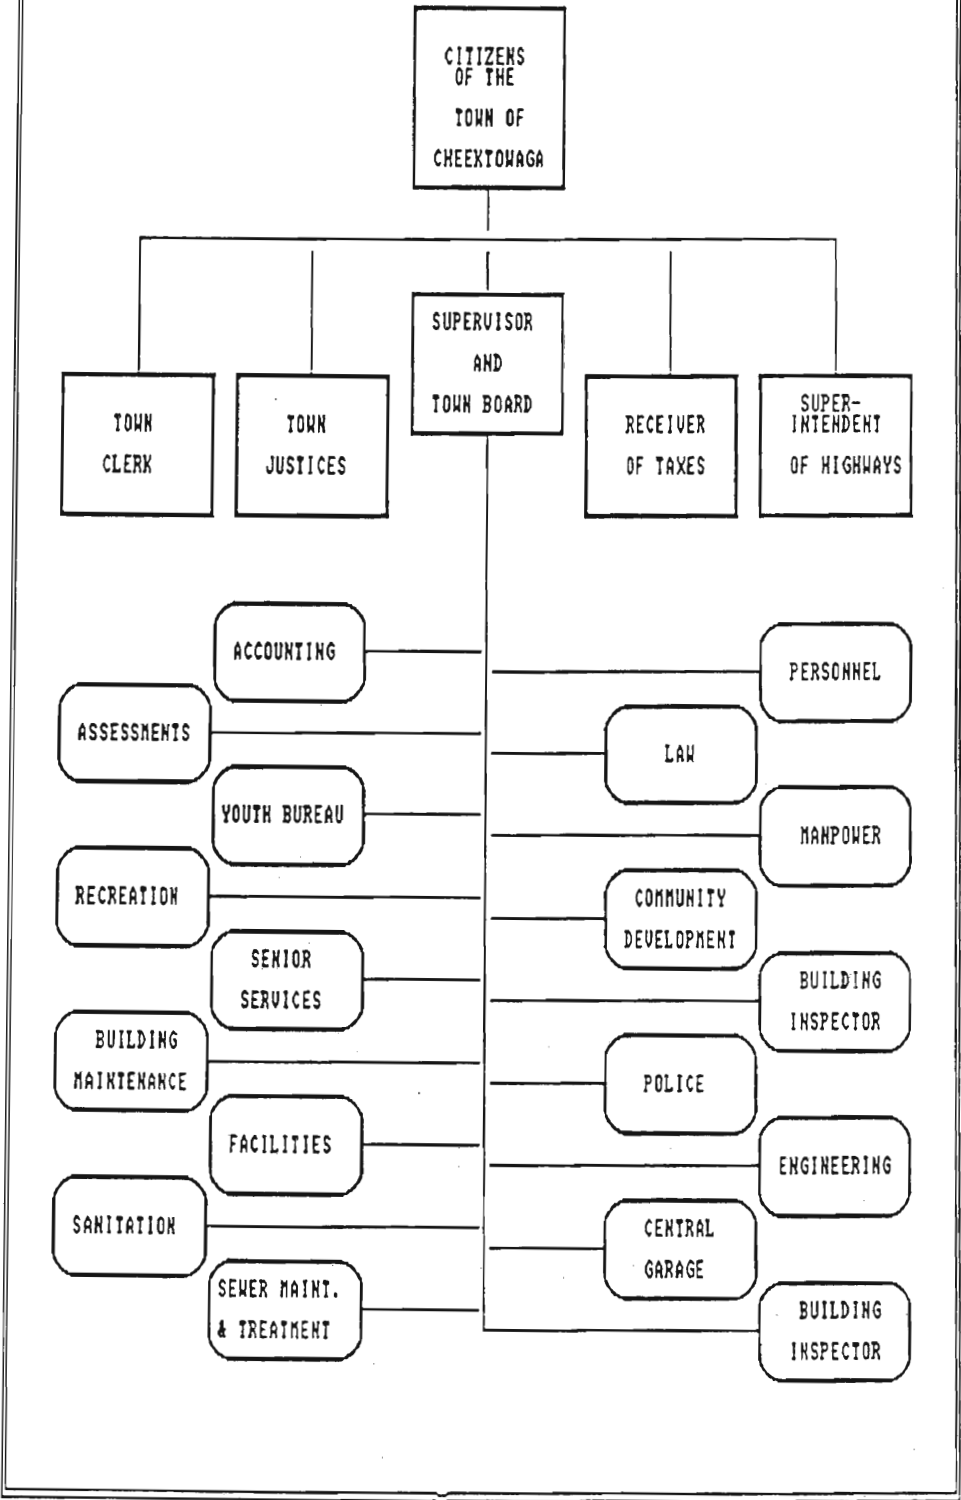 CITIZENS
OF THE
TOWN OF
CHEEKTOWAGA
SUPERVISOR
AND
TOWN BOARD
TOWN
CLERK
TOWN
JUSTICES
RECEIVER
OF TAXES
SUPER-
INTENDENT
OF HIGHWAYS
ACCOUNTING
PERSONNEL
ASSESSMENTS
LAW
YOUTH BUREAU
MANPOWER
RECREATION
COMMUNITY
DEVELOPMENT
SENIOR
SERVICES
BUILDING
INSPECTOR
BUILDING
MAINTENANCE
POLICE
FACILITIES
ENGINEERING
SANITATION
CENTRAL
GARAGE
SEWER MAINT.
& TREATMENT
BUILDING
INSPECTOR